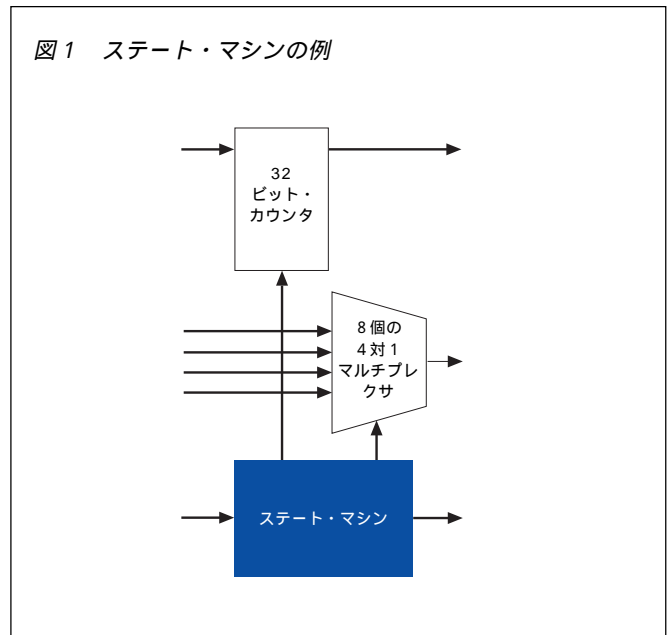 図 1 ステート・マシンの例
32
ビット・
カウンタ
8 個の
4 対 1
マルチプレ
クサ
ステート・マシン